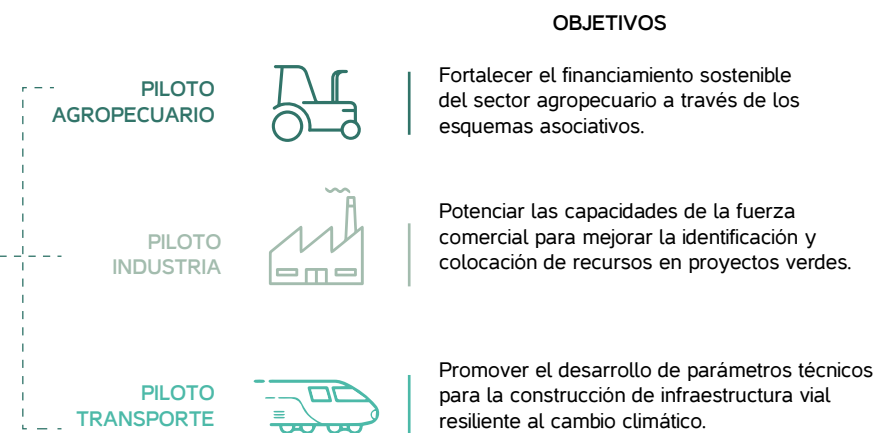 OBJETIVOS
PILOTO
AGROPECUARIO
Fortalecer el financiamiento sostenible
del sector agropecuario a través de los
esquemas asociativos.
PILOTO
INDUSTRIA
Potenciar las capacidades de la fuerza
comercial para mejorar la identificación y
colocación de recursos en proyectos verdes.
PILOTO
TRANSPORTE
Promover el desarrollo de parámetros técnicos
para la construcción de infraestructura vial
resiliente al cambio climático.